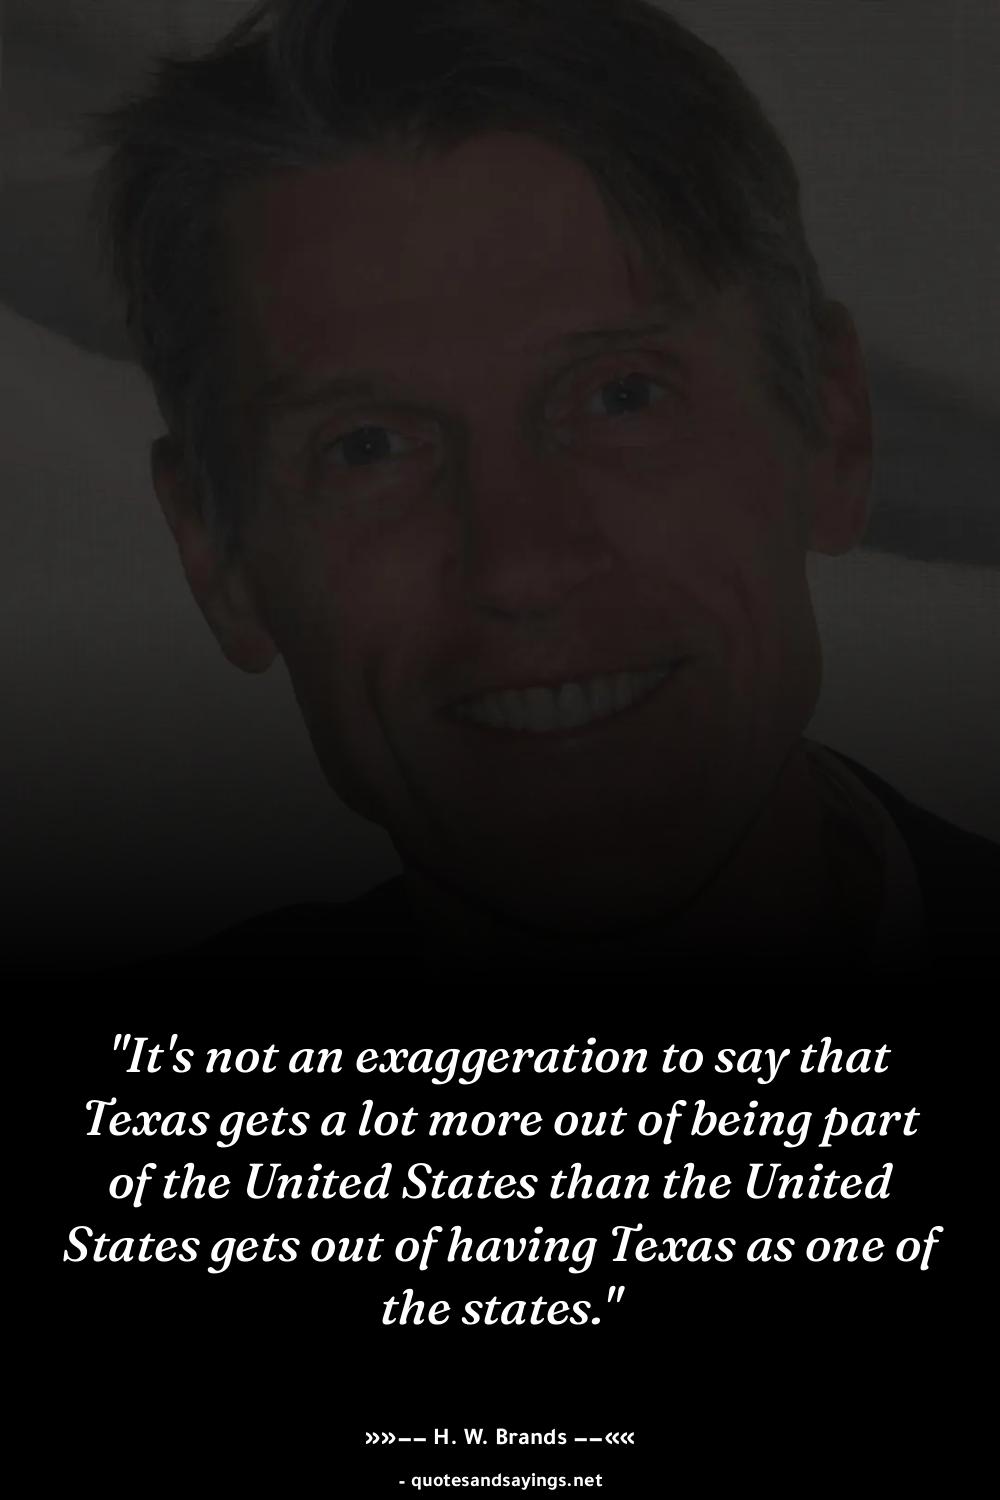 "It's not an exaggeration to say that
Texas gets a lot more out of being part
of the United States than the United
States gets out of having Texas as one of
the states."
»»−− H. W. Brands −−««
- quotesandsayings.net